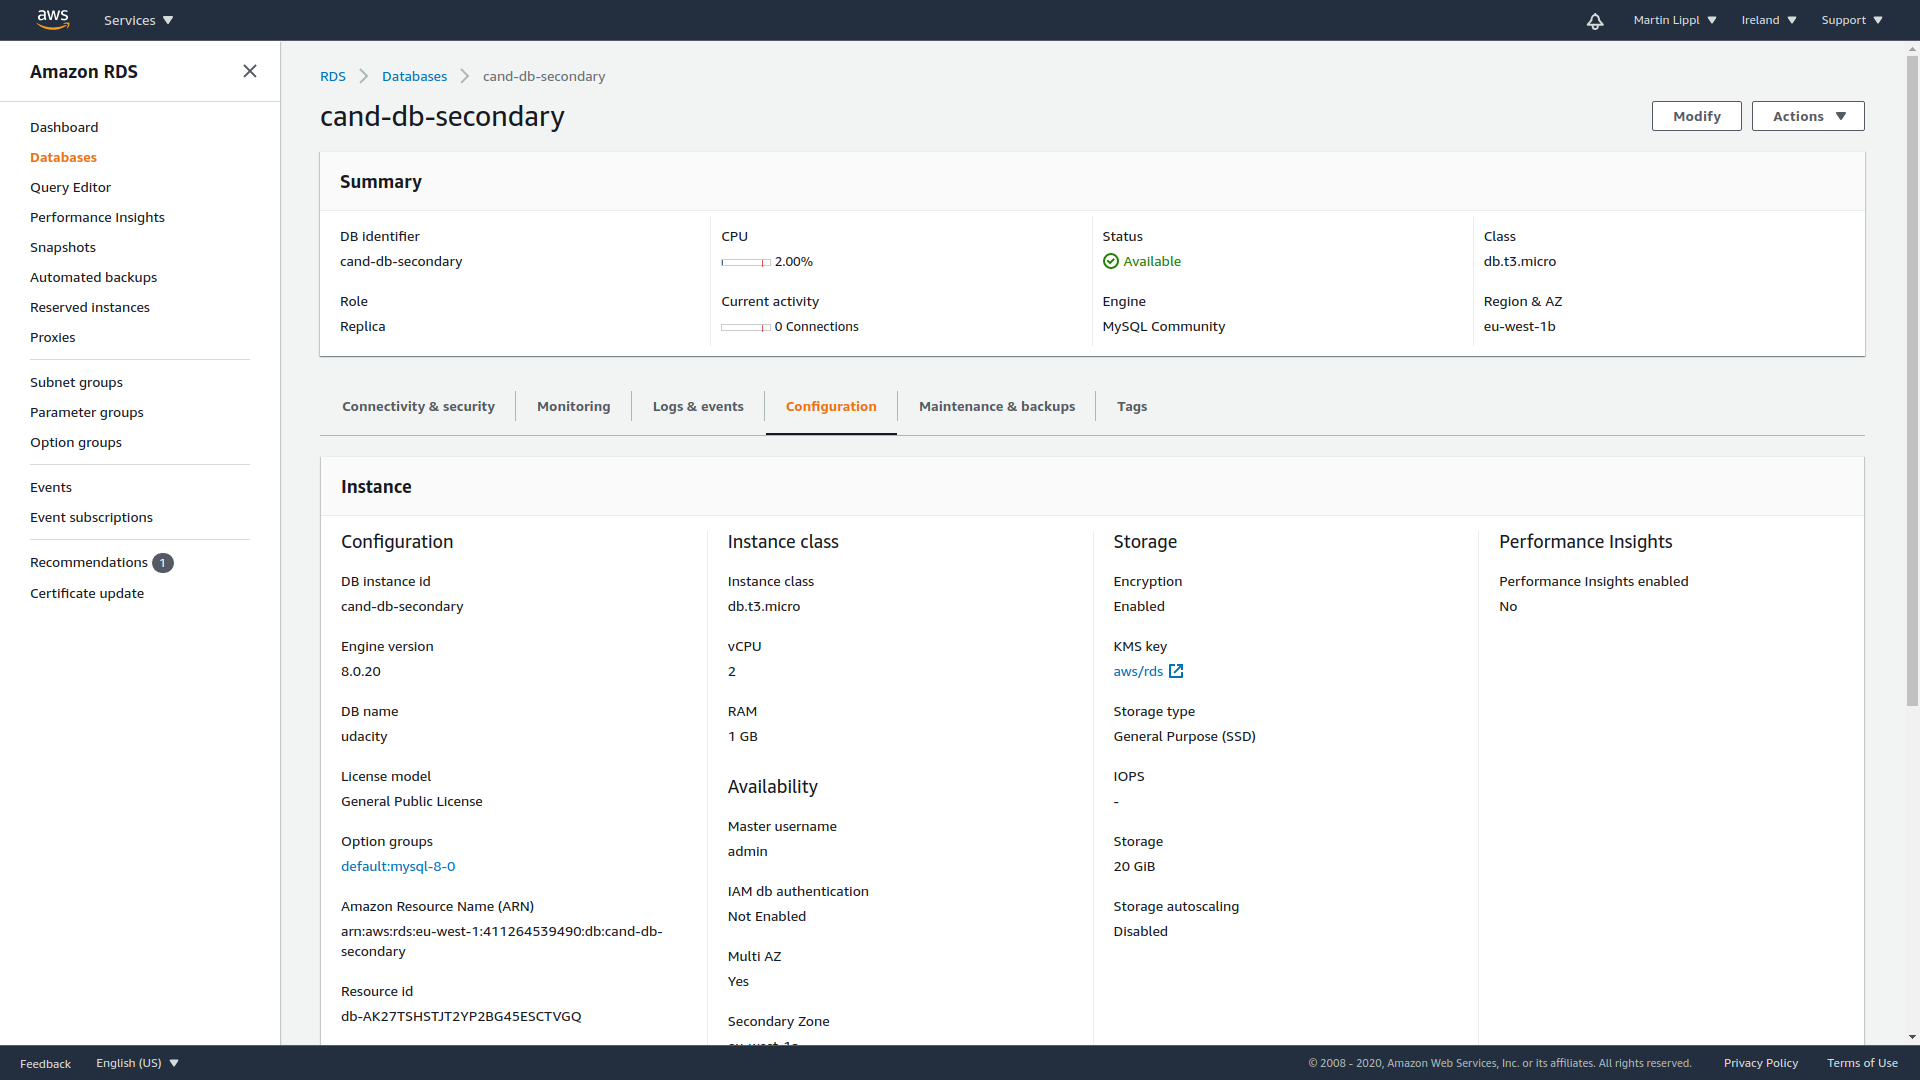 aws
Services
Martin Lippl
Ireland
Support
Amazon RDS
Dashboard
Databases
Query Editor
Performance Insights
Snapshots
Automated backups
Reserved instances
Proxies
Subnet groups
Parameter groups
Option groups
Events
Event subscriptions
Recommendations 1
Certificate update
RDS > Databases > cand-db-secondary
cand-db-secondary
Modify
Actions
Summary
DB identifier
cand-db-secondary
Role
Replica
CPU
2.00%
Current activity
0 Connections
Status
Available
Engine
MySQL Community
Class
db.t3.micro
Region & AZ
eu-west-1b
Connectivity & security
Monitoring
Logs & events
Configuration
Maintenance & backups
Tags
Instance
Configuration
DB instance id
cand-db-secondary
Engine version
8.0.20
DB name
udacity
License model
General Public License
Option groups
default:mysql-8-0
Amazon Resource Name (ARN)
arn:aws:rds:eu-west-1:411264539490:db:cand-db-
secondary
Resource id
db-AK27TSHSTJT2YP2BG45ESCTVGQ
Instance class
Instance class
db.t3.micro
vCPU
2
RAM
1 GB
Availability
Master username
admin
IAM db authentication
Not Enabled
Multi AZ
Yes
Secondary Zone
Storage
Encryption
Enabled
KMS key
aws/rds
Storage type
General Purpose (SSD)
IOPS
-
Storage
20 GiB
Storage autoscaling
Disabled
Performance Insights
Performance Insights enabled
No
Feedback
English (US)
© 2008 - 2020, Amazon Web Services, Inc. or its affiliates. All rights reserved.
Privacy Policy
Terms of Use